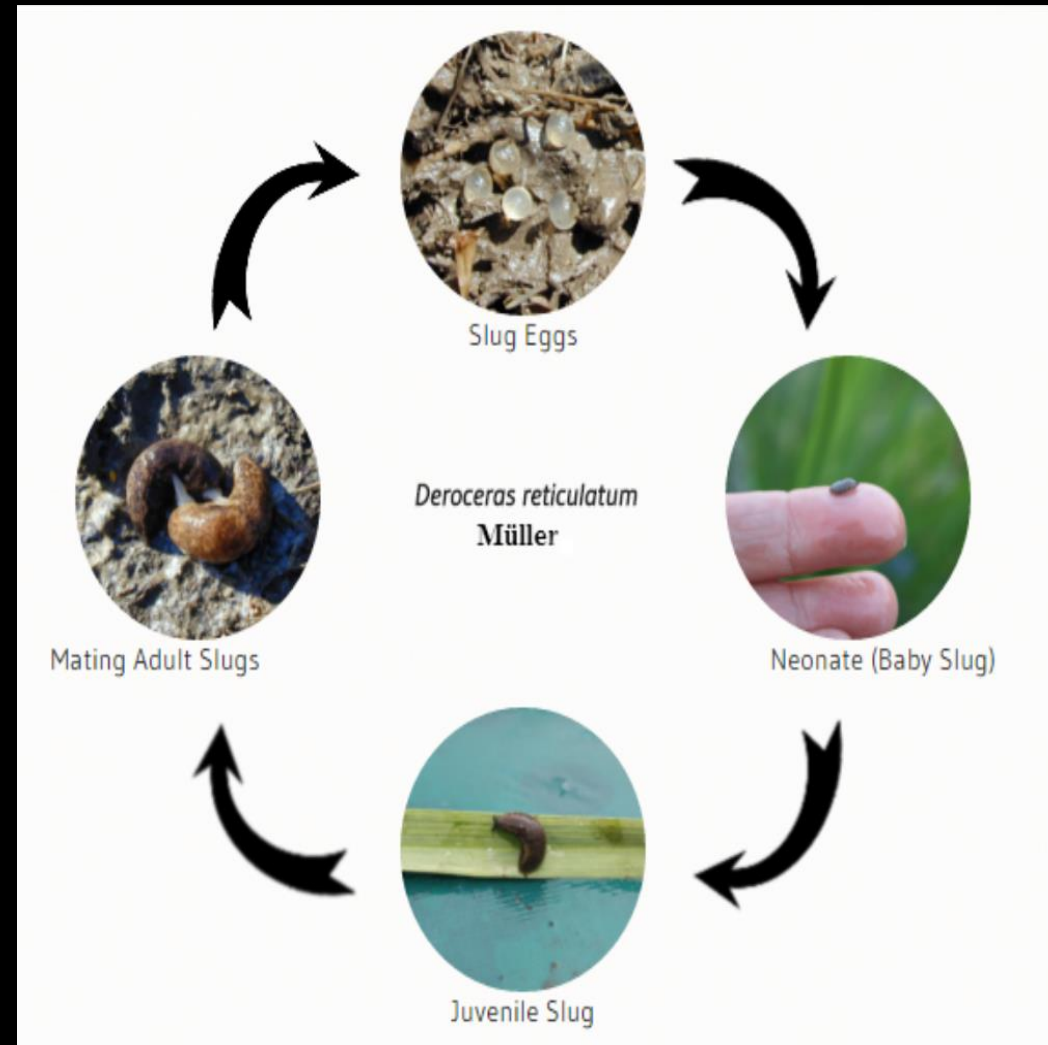 Slug Eggs
Deroceras reticulatum
Müller
Mating Adult Slugs
Neonate (Baby Slug)
Juvenile Slug